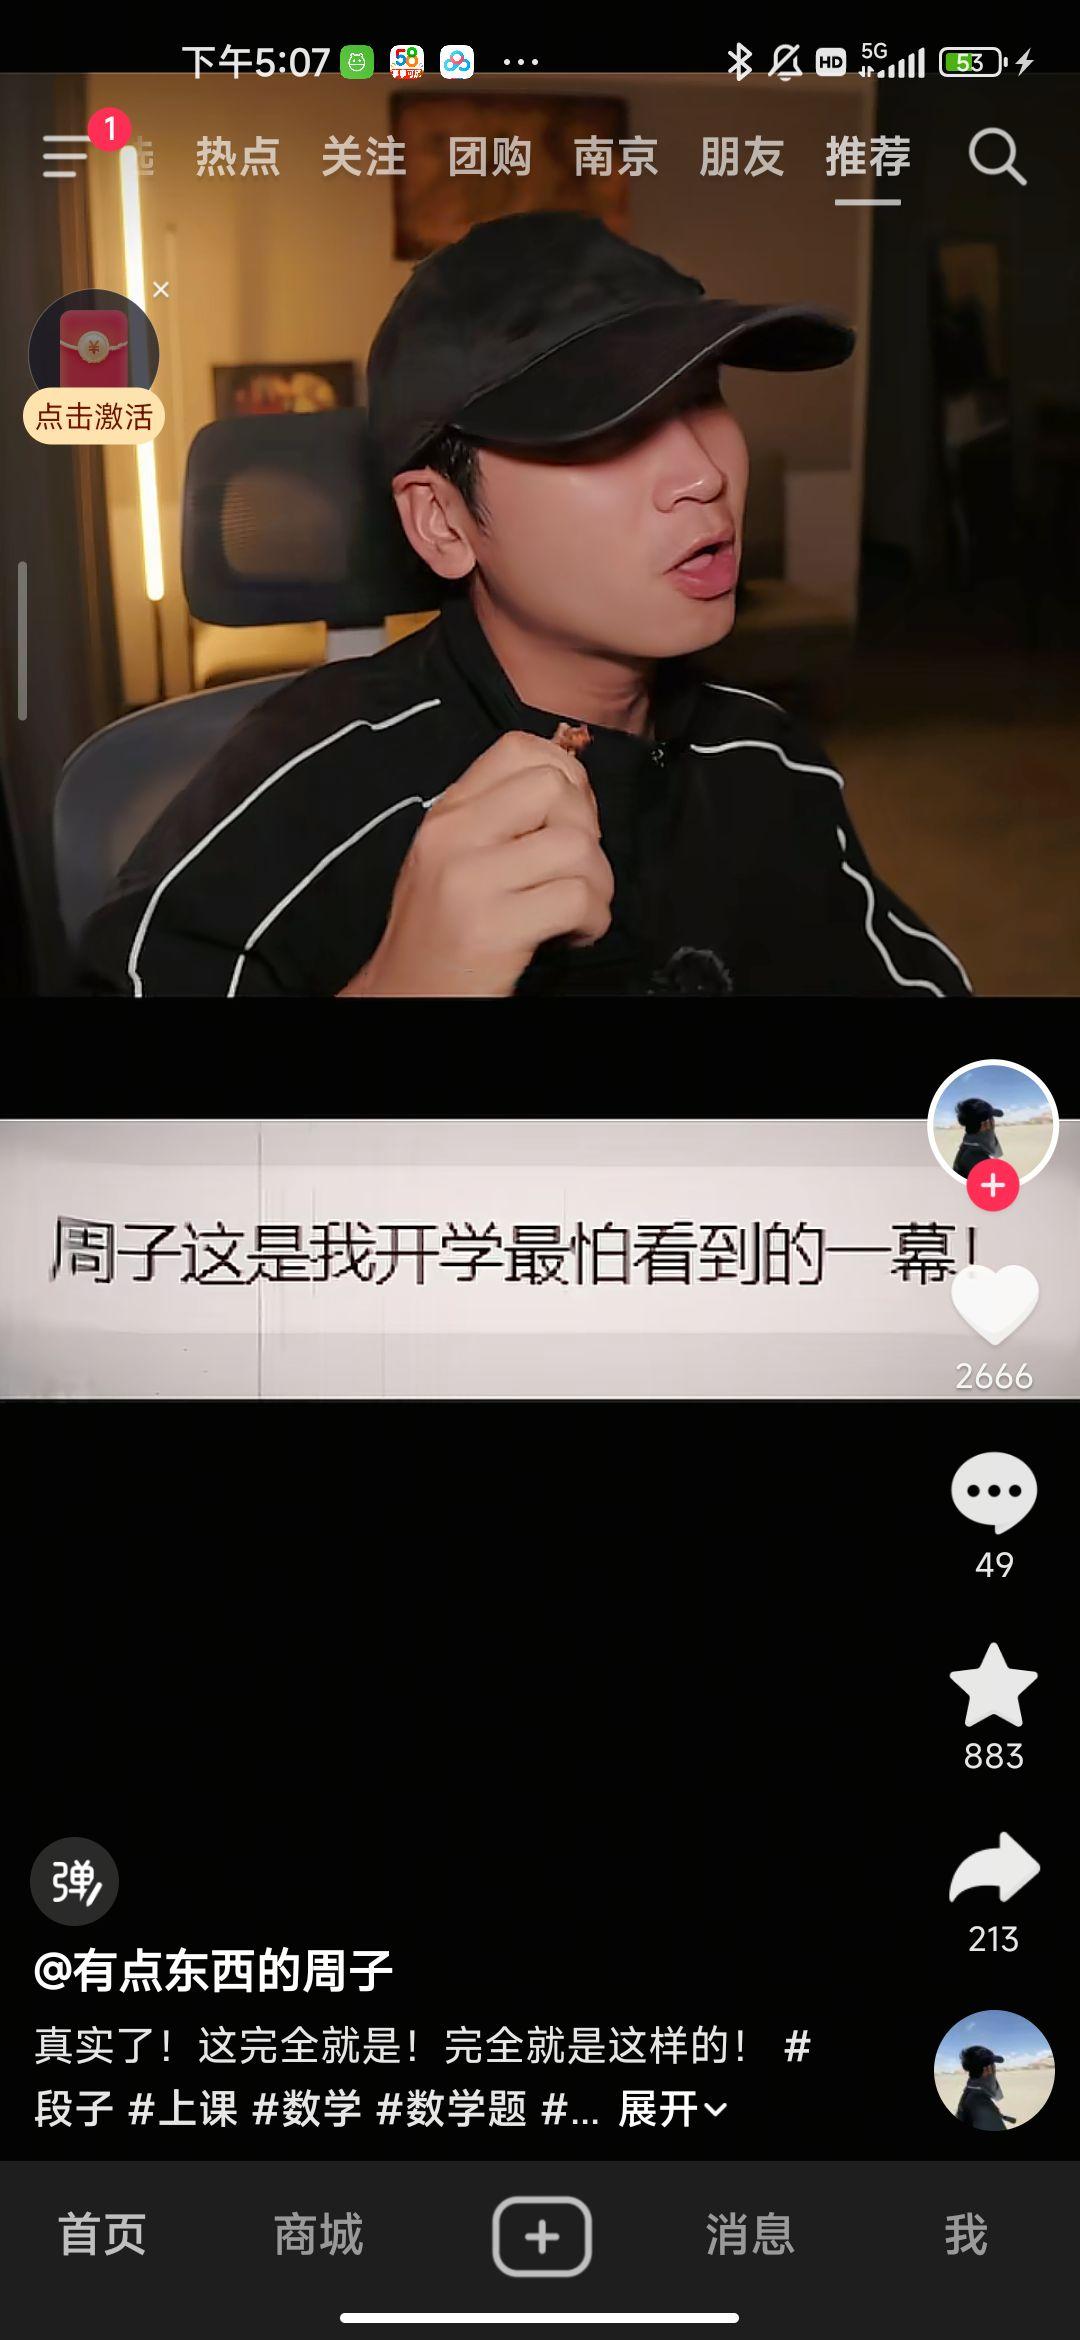 下午5:07
HD
5G
53
1
热点 关注 团购 南京 朋友 推荐
点击激活
周子这是我开学最怕看到的一幕！
2666
49
883
213
弹
@有点东西的周子
真实了！这完全就是！完全就是这样的！ #
段子 #上课 #数学 #数学题 #... 展开
首页 商城 消息 我